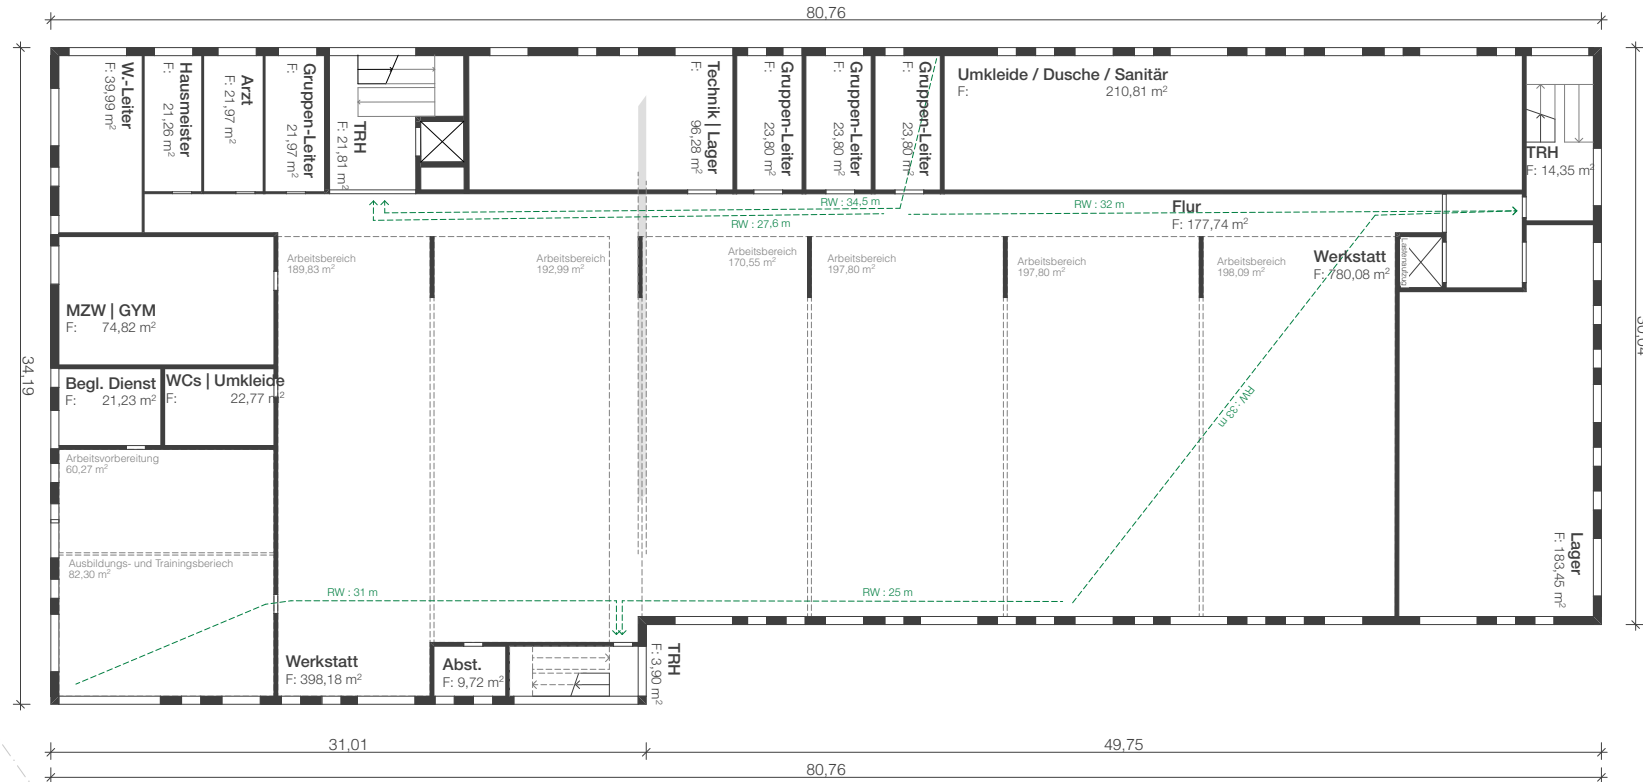 80,76
34,19
W.-Leiter
F: 39,99 m²
Hausmeister
F: 21,26 m²
Arzt
F: 21,97 m²
Gruppen-Leiter
F: 21,97 m²
TRH
F: 21,81 m²
Technik | Lager
F: 96,28 m²
Gruppen-Leiter
F: 23,80 m²
Gruppen-Leiter
F: 23,80 m²
Gruppen-Leiter
F: 23,80 m²
Umkleide / Dusche / Sanitär
F: 210,81 m²
TRH
F: 14,35 m²
RW : 34,5 m
RW : 27,6 m
RW : 32 m
Flur
F: 177,74 m²
Arbeitsbereich
189,83 m²
Arbeitsbereich
192,99 m²
Arbeitsbereich
170,55 m²
Arbeitsbereich
197,80 m²
Arbeitsbereich
197,80 m²
Arbeitsbereich
198,09 m²
Werkstatt
F: 780,08 m²
Lastenaufzug
MZW | GYM
F: 74,82 m²
Begl. Dienst
F: 21,23 m²
WCs | Umkleide
F: 22,77 m²
RW : 33 m
Arbeitsvorbereitung
60,27 m²
Ausbildungs- und Trainingsberiech
82,30 m²
Lager
F: 183,45 m²
RW : 31 m
RW : 25 m
Werkstatt
F: 398,18 m²
Abst.
F: 9,72 m²
TRH
F: 3,90 m²
31,01
49,75
80,76